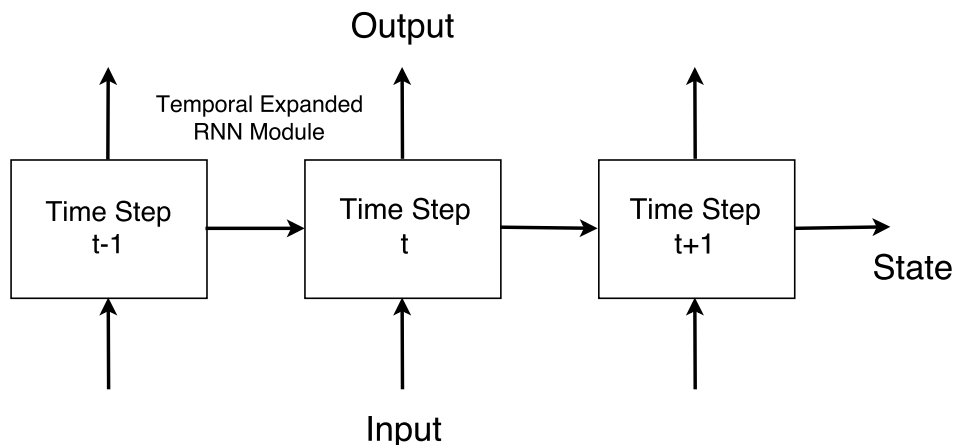 Output
Temporal Expanded
RNN Module
Time Step
t-1
Time Step
t
Time Step
t+1
State
Input